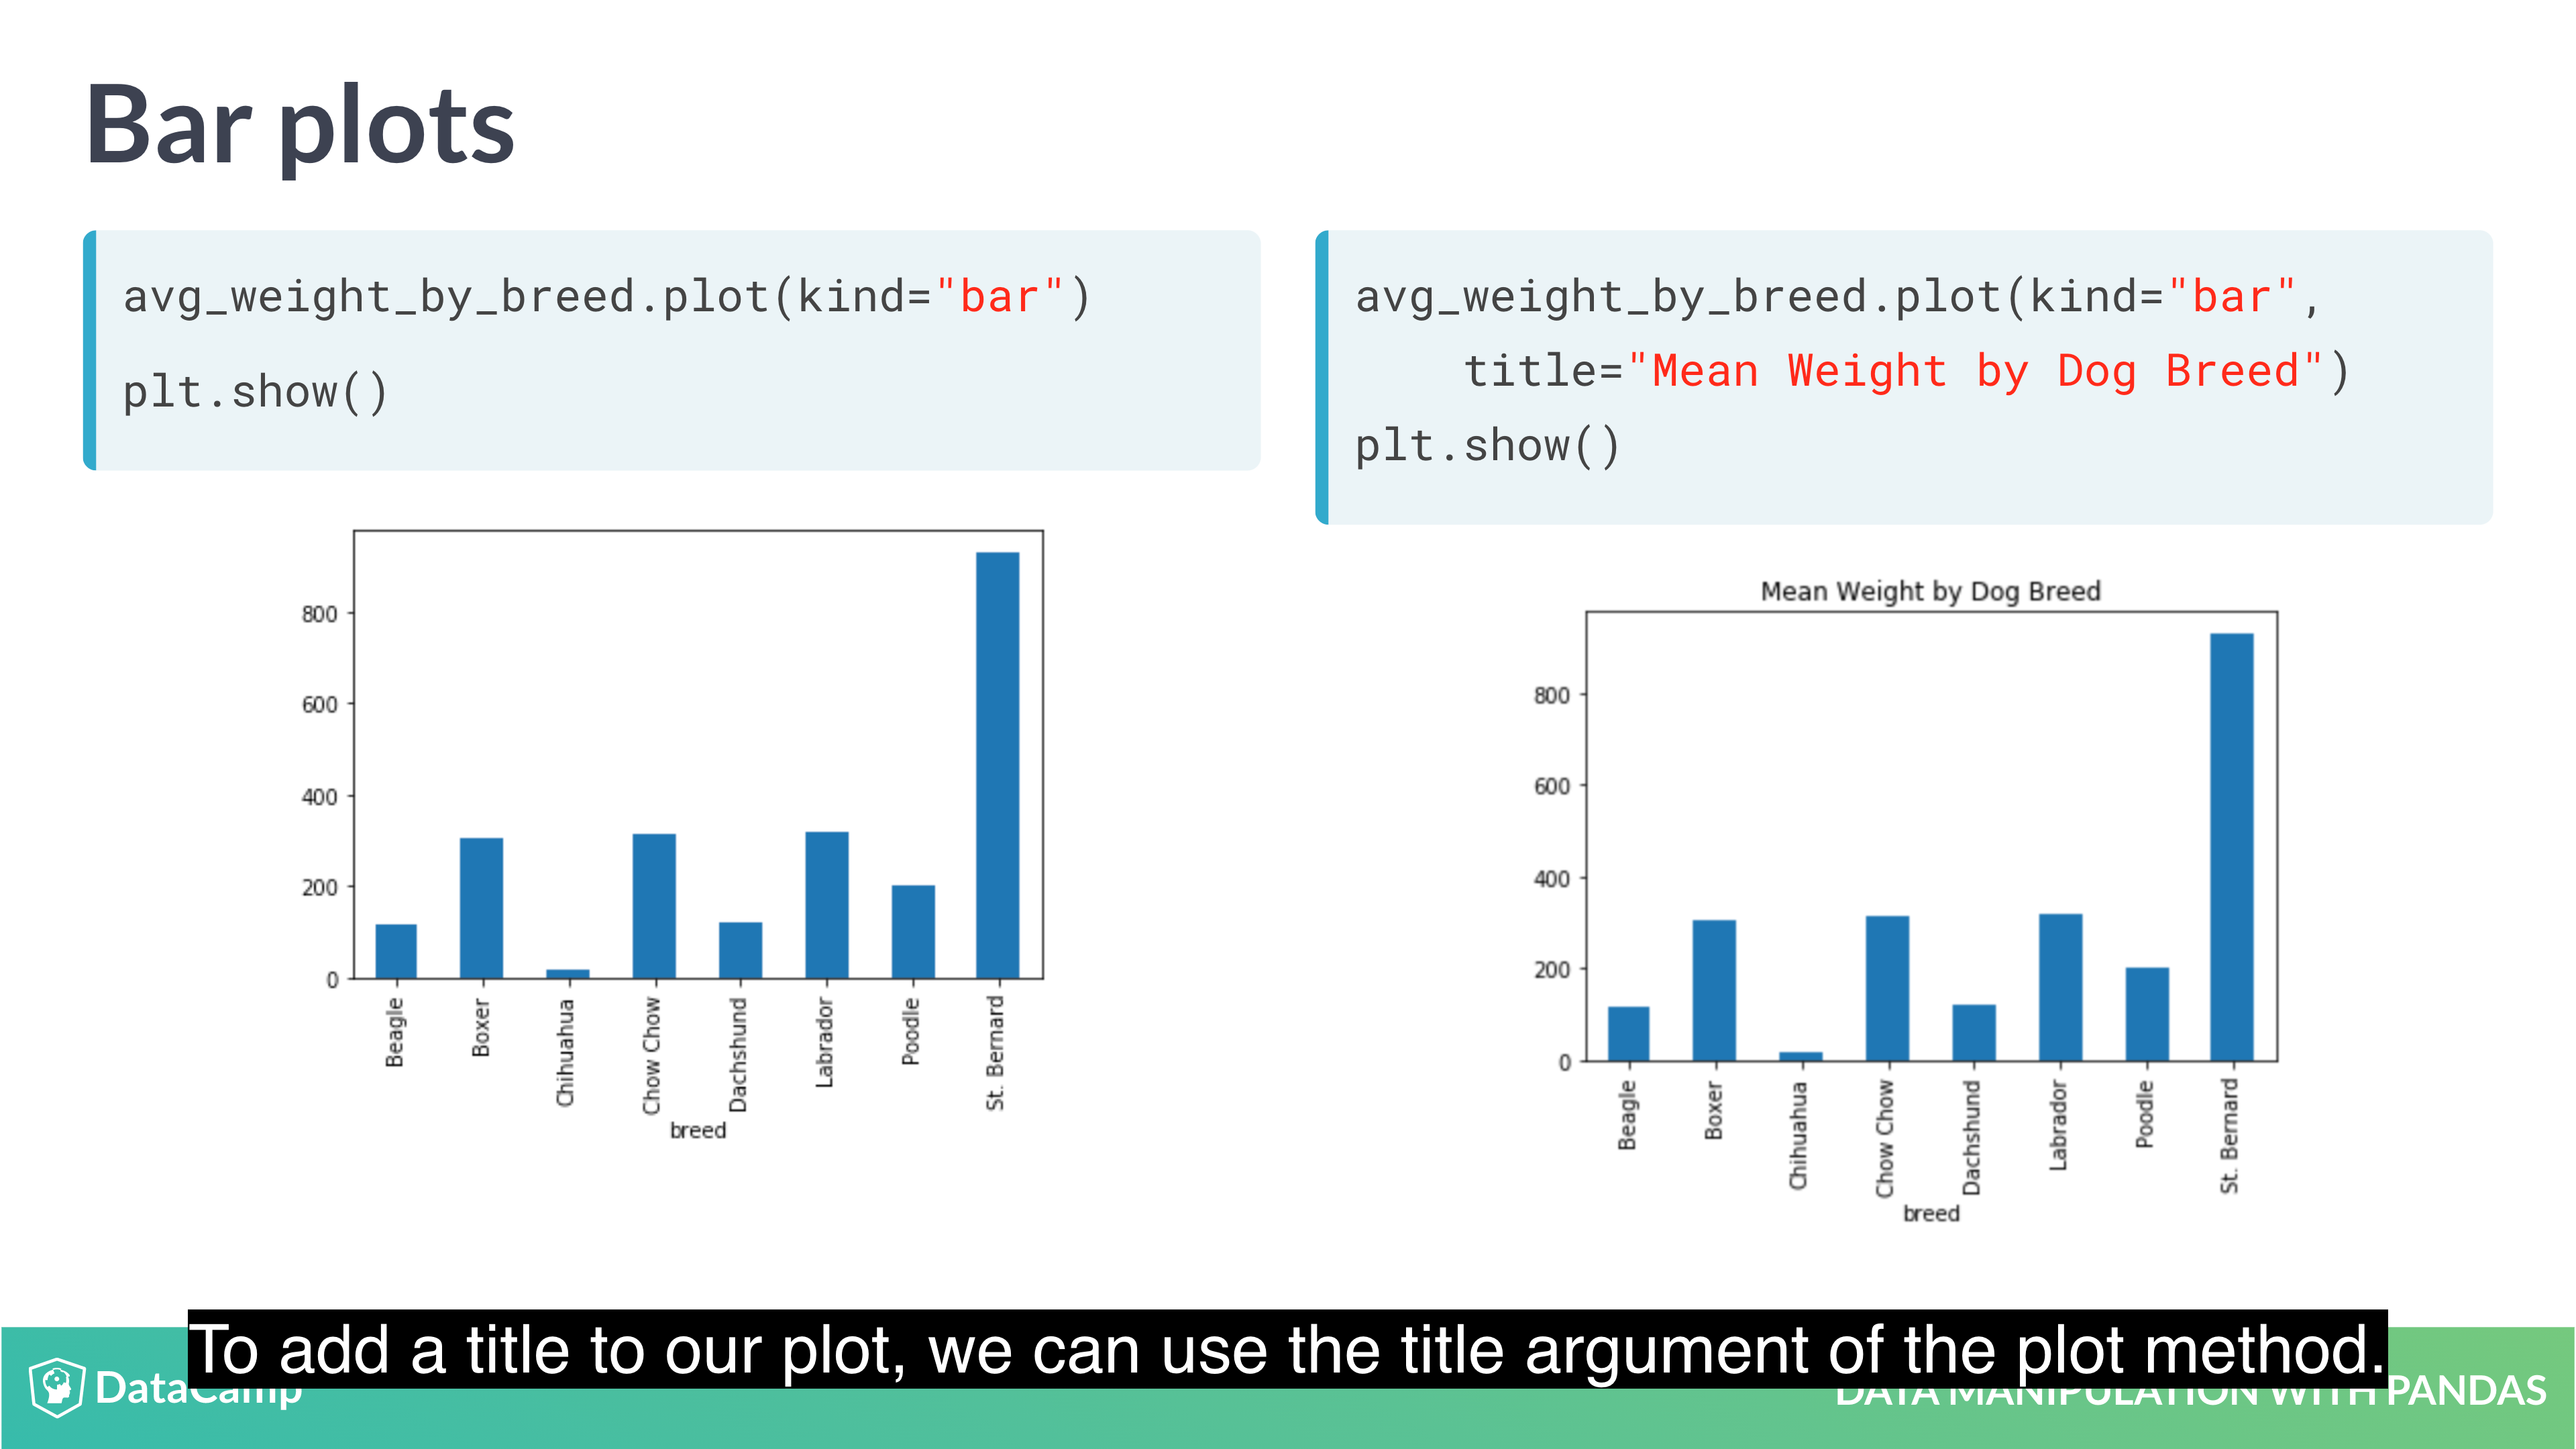 Bar plots
avg_weight_by_breed.plot(kind="bar")
plt.show()
800
600
400
200
0
Beagle
Boxer
Chihuahua
Chow Chow
Dachshund
Labrador
Poodle
St. Bernard
breed
avg_weight_by_breed.plot(kind="bar",
    title="Mean Weight by Dog Breed")
plt.show()
Mean Weight by Dog Breed
800
600
400
200
0
Beagle
Boxer
Chihuahua
Chow Chow
Dachshund
Labrador
Poodle
St. Bernard
breed
To add a title to our plot, we can use the title argument of the plot method.
DataCamp
DATA MANIPULATION WITH PANDAS